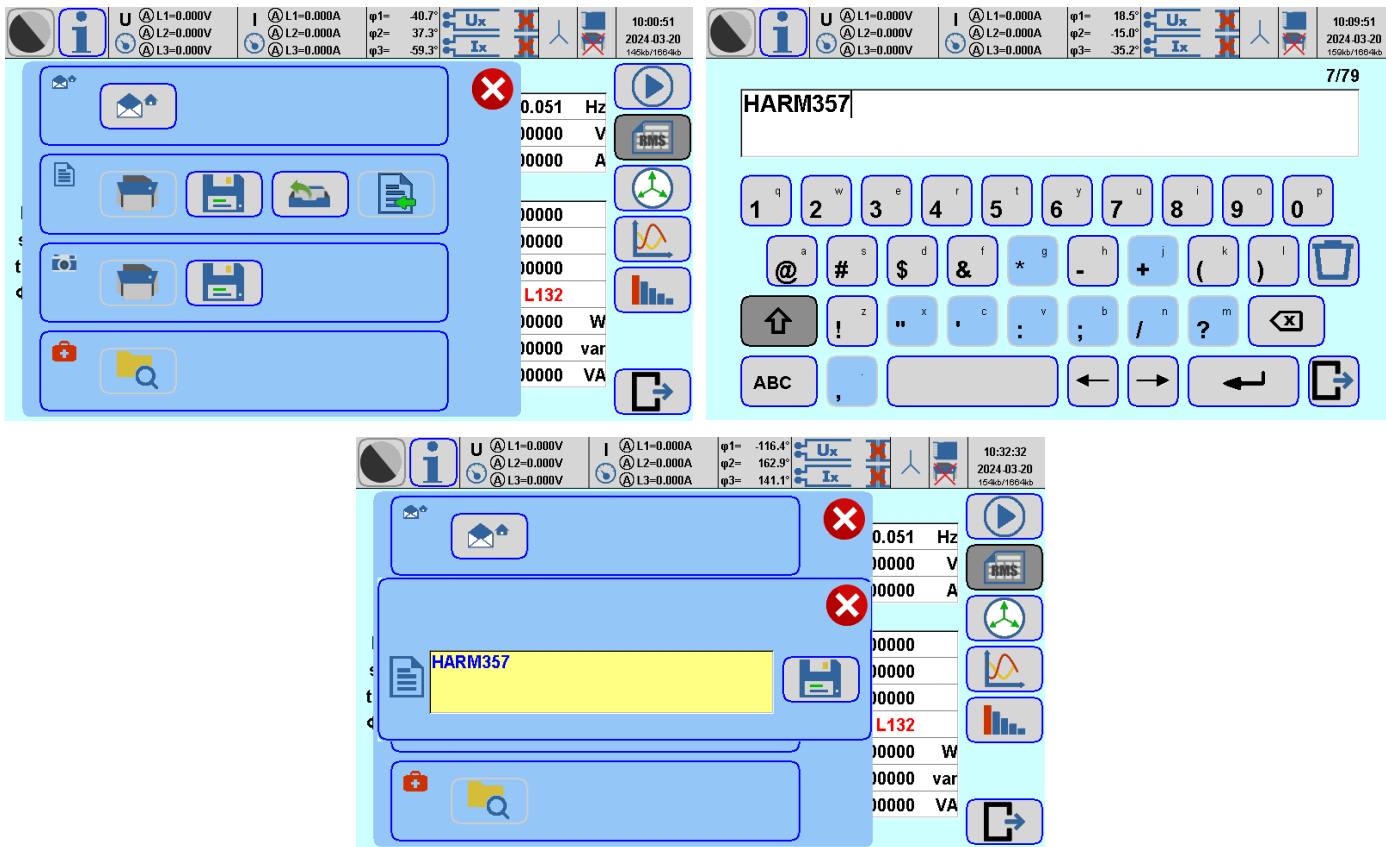 U Ⓐ L1=0.000V
Ⓐ L2=0.000V
Ⓐ L3=0.000V
I Ⓐ L1=0.000A
Ⓐ L2=0.000A
Ⓐ L3=0.000A
φ1= -40.7°
φ2= 37.3°
φ3= -59.3°
Ux
Ix
10:00:51
2024-03-20
145kb/1664kb
0.051 Hz
00000 V
00000 A
RMS
00000
00000
t 00000
L132
00000 W
00000 var
00000 VA
U Ⓐ L1=0.000V
Ⓐ L2=0.000V
Ⓐ L3=0.000V
I Ⓐ L1=0.000A
Ⓐ L2=0.000A
Ⓐ L3=0.000A
φ1= 18.5°
φ2= -15.0°
φ3= -35.2°
Ux
Ix
10:09:51
2024-03-20
159kb/1664kb
7/79
HARM357
1 q 2 w 3 e 4 r 5 t 6 y 7 u 8 i 9 o 0 p
@ a # s $ d & f * g - h + j ( k ) l
! z " x ' c : v ; b / n ? m
ABC , .
U Ⓐ L1=0.000V
Ⓐ L2=0.000V
Ⓐ L3=0.000V
I Ⓐ L1=0.000A
Ⓐ L2=0.000A
Ⓐ L3=0.000A
φ1= -116.4°
φ2= 162.9°
φ3= 141.1°
Ux
Ix
10:32:32
2024-03-20
154kb/1664kb
0.051 Hz
00000 V
00000 A
RMS
HARM357
00000
00000
t 00000
L132
00000 W
00000 var
00000 VA